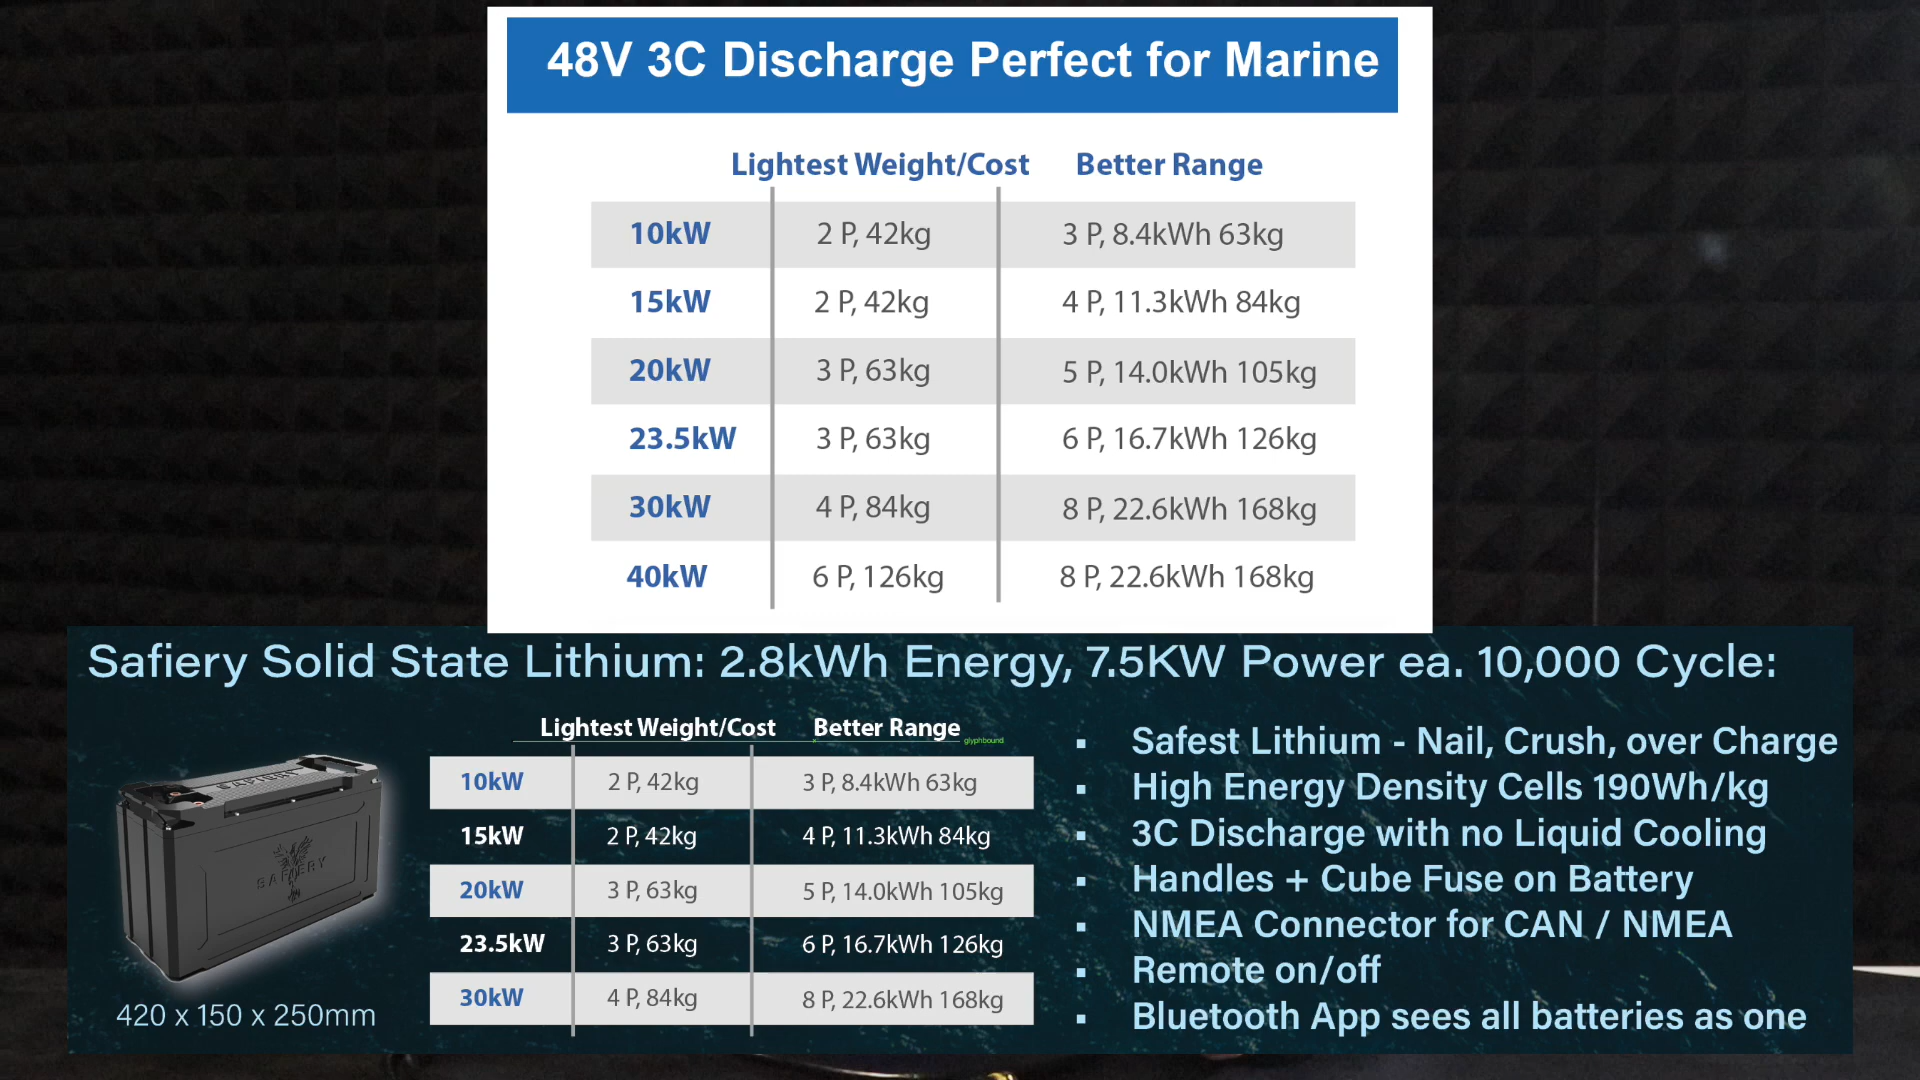 48V 3C Discharge Perfect for Marine
Lightest Weight/Cost Better Range
10kW 2 P, 42kg 3 P, 8.4kWh 63kg
15kW 2 P, 42kg 4 P, 11.3kWh 84kg
20kW 3 P, 63kg 5 P, 14.0kWh 105kg
23.5kW 3 P, 63kg 6 P, 16.7kWh 126kg
30kW 4 P, 84kg 8 P, 22.6kWh 168kg
40kW 6 P, 126kg 8 P, 22.6kWh 168kg
Safiery Solid State Lithium: 2.8kWh Energy, 7.5KW Power ea. 10,000 Cycle:
Lightest Weight/Cost Better Range
glyphbound
10kW 2 P, 42kg 3 P, 8.4kWh 63kg
15kW 2 P, 42kg 4 P, 11.3kWh 84kg
20kW 3 P, 63kg 5 P, 14.0kWh 105kg
23.5kW 3 P, 63kg 6 P, 16.7kWh 126kg
30kW 4 P, 84kg 8 P, 22.6kWh 168kg
SAFIERY
SAFIERY
420 x 150 x 250mm
▪ Safest Lithium - Nail, Crush, over Charge
▪ High Energy Density Cells 190Wh/kg
▪ 3C Discharge with no Liquid Cooling
▪ Handles + Cube Fuse on Battery
▪ NMEA Connector for CAN / NMEA
▪ Remote on/off
▪ Bluetooth App sees all batteries as one